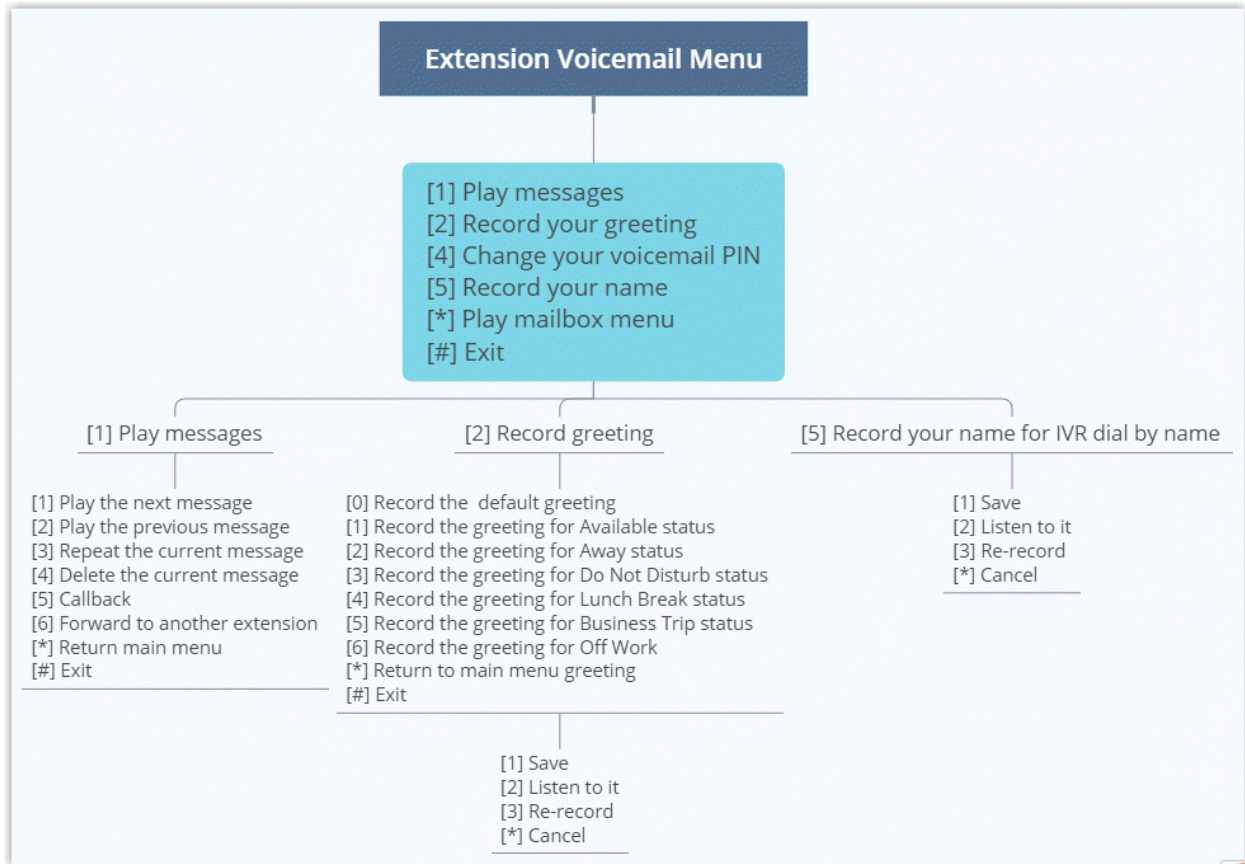 Extension Voicemail Menu
[1] Play messages
[2] Record your greeting
[4] Change your voicemail PIN
[5] Record your name
[*] Play mailbox menu
[#] Exit
[1] Play messages
[1] Play the next message
[2] Play the previous message
[3] Repeat the current message
[4] Delete the current message
[5] Callback
[6] Forward to another extension
[*] Return main menu
[#] Exit
[2] Record greeting
[0] Record the  default greeting
[1] Record the greeting for Available status
[2] Record the greeting for Away status
[3] Record the greeting for Do Not Disturb status
[4] Record the greeting for Lunch Break status
[5] Record the greeting for Business Trip status
[6] Record the greeting for Off Work
[*] Return to main menu greeting
[#] Exit
[1] Save
[2] Listen to it
[3] Re-record
[*] Cancel
[5] Record your name for IVR dial by name
[1] Save
[2] Listen to it
[3] Re-record
[*] Cancel